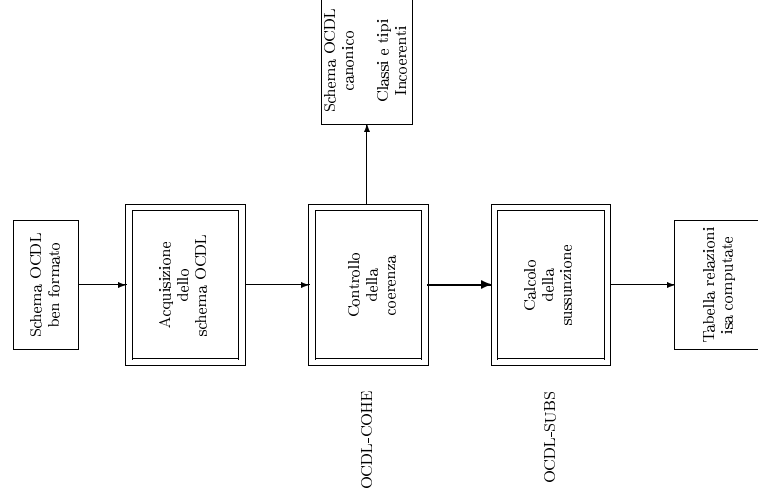 Schema OCDL
ben formato
Acquisizione
dello
schema OCDL
Controllo
della
coerenza
OCDL-COHE
Schema OCDL
canonico
Classi e tipi
Incoerenti
Calcolo
della
sussunzione
OCDL-SUBS
Tabella relazioni
isa computate